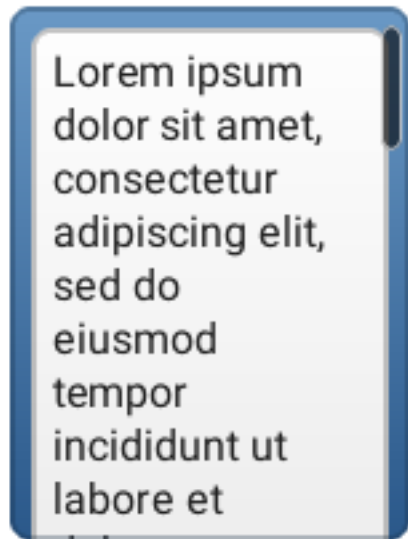 Lorem ipsum
dolor sit amet,
consectetur
adipiscing elit,
sed do
eiusmod
tempor
incididunt ut
labore et